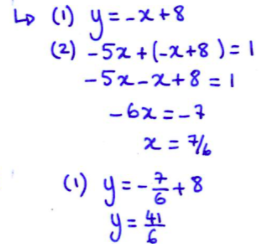 ↳ (1) y = -x + 8
(2) -5x + (-x + 8) = 1
-5x - x + 8 = 1
-6x = -7
x = 7/6
(1) y = -7/6 + 8
y = 41/6